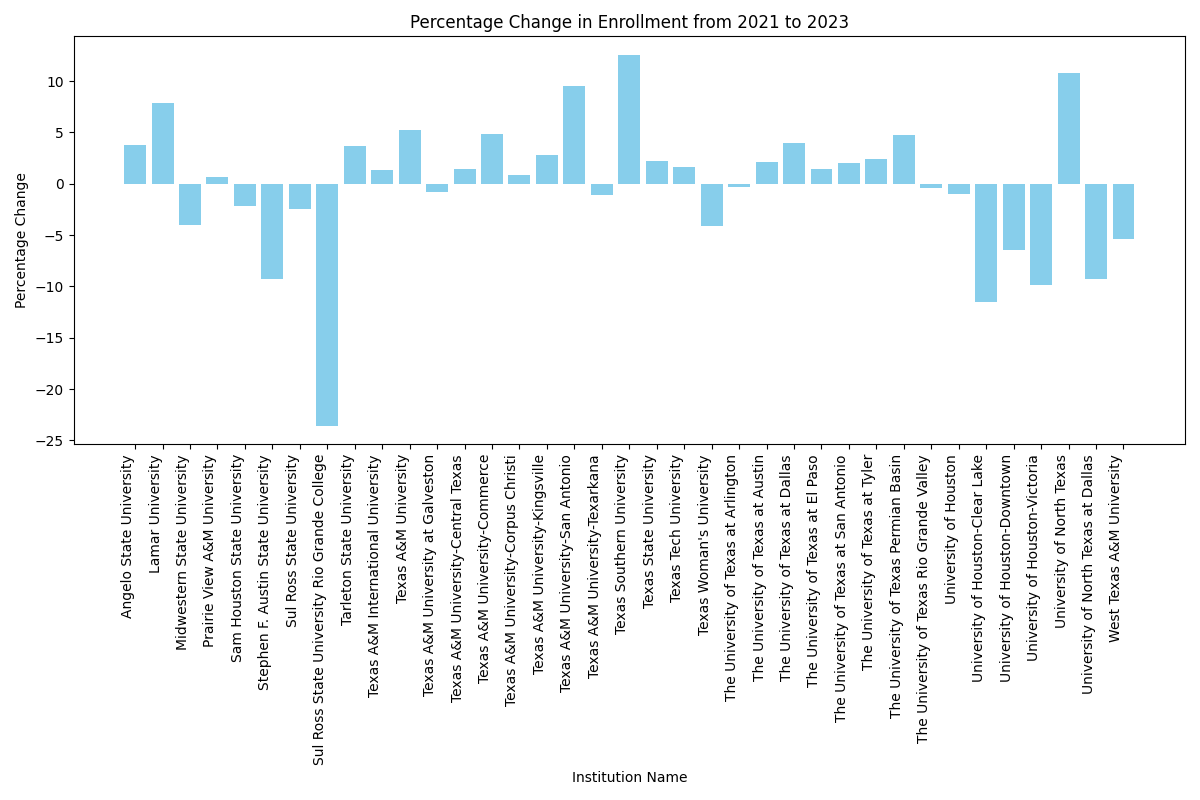 Percentage Change in Enrollment from 2021 to 2023
Percentage Change
10
5
0
−5
−10
−15
−20
−25
Angelo State University
Lamar University
Midwestern State University
Prairie View A&M University
Sam Houston State University
Stephen F. Austin State University
Sul Ross State University
Sul Ross State University Rio Grande College
Tarleton State University
Texas A&M International University
Texas A&M University
Texas A&M University at Galveston
Texas A&M University-Central Texas
Texas A&M University-Commerce
Texas A&M University-Corpus Christi
Texas A&M University-Kingsville
Texas A&M University-San Antonio
Texas A&M University-Texarkana
Texas Southern University
Texas State University
Texas Tech University
Texas Woman's University
The University of Texas at Arlington
The University of Texas at Austin
The University of Texas at Dallas
The University of Texas at El Paso
The University of Texas at San Antonio
The University of Texas at Tyler
The University of Texas Permian Basin
The University of Texas Rio Grande Valley
University of Houston
University of Houston-Clear Lake
University of Houston-Downtown
University of Houston-Victoria
University of North Texas
University of North Texas at Dallas
West Texas A&M University
Institution Name